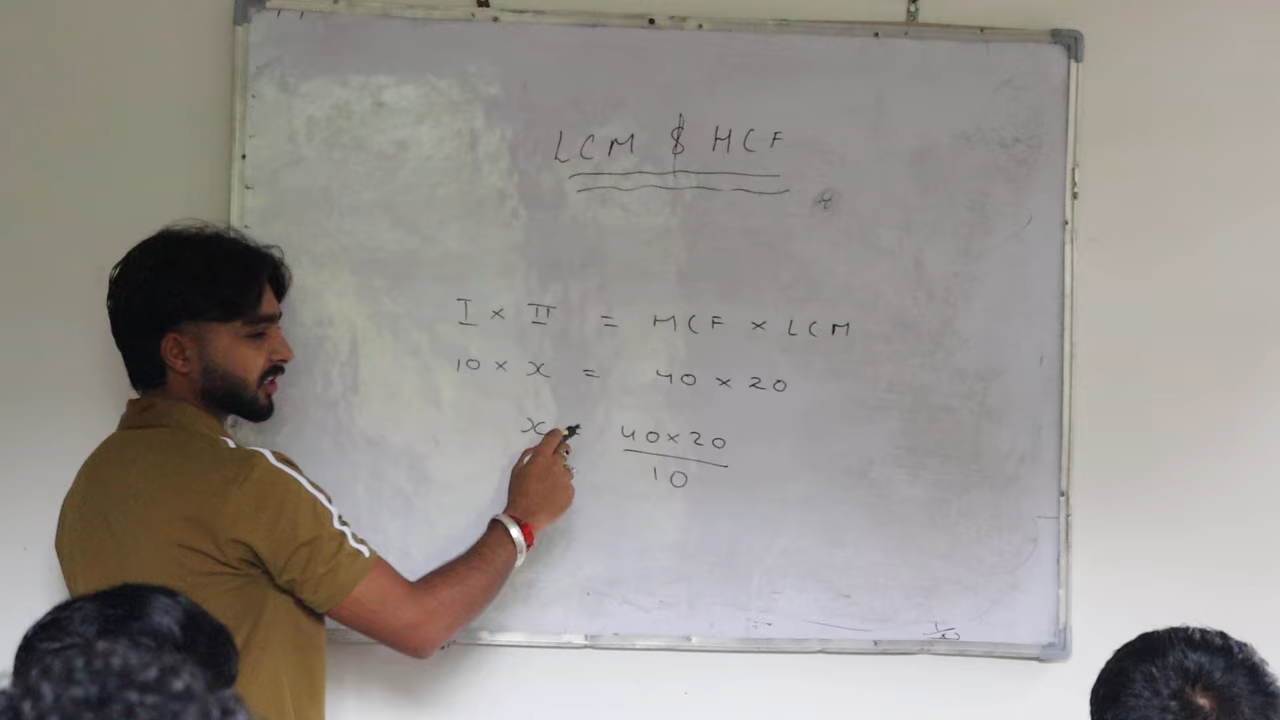 LCM & HCF
I × II = HCF × LCM
10 × x = 40 × 20
x 40×20
10